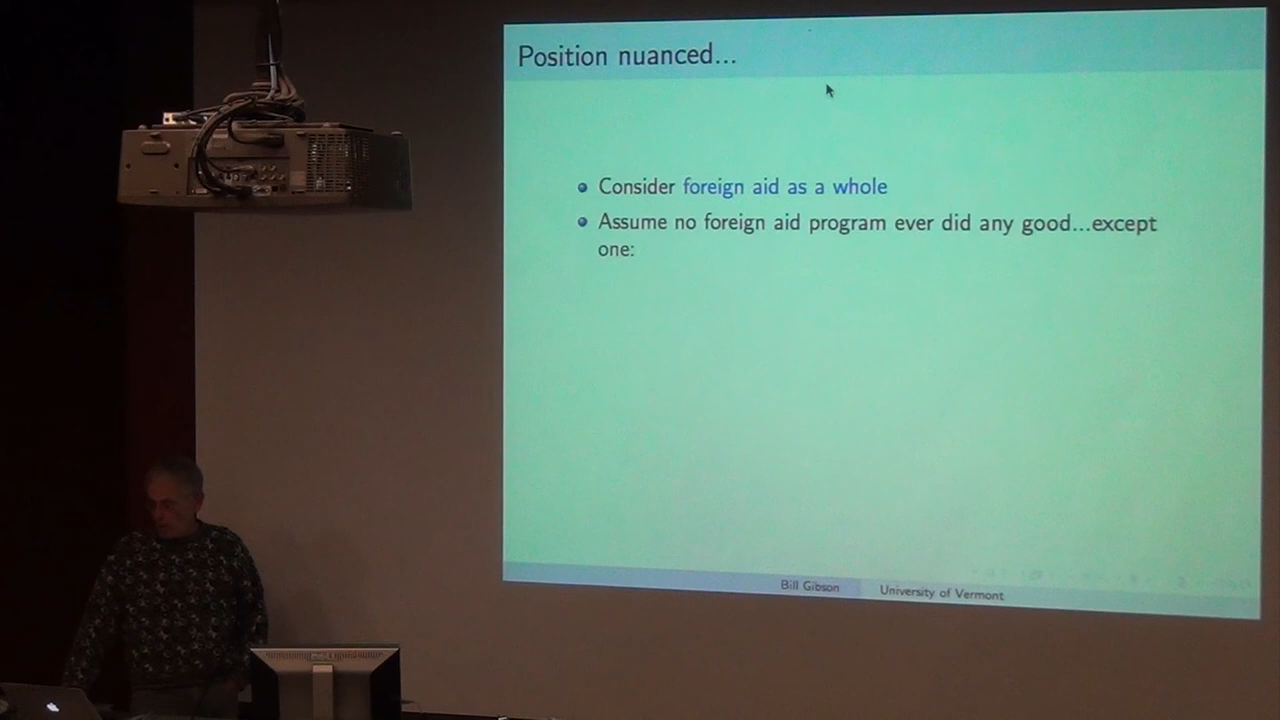 Position nuanced...
Consider foreign aid as a whole
Assume no foreign aid program ever did any good...except
one:
Bill Gibson
University of Vermont